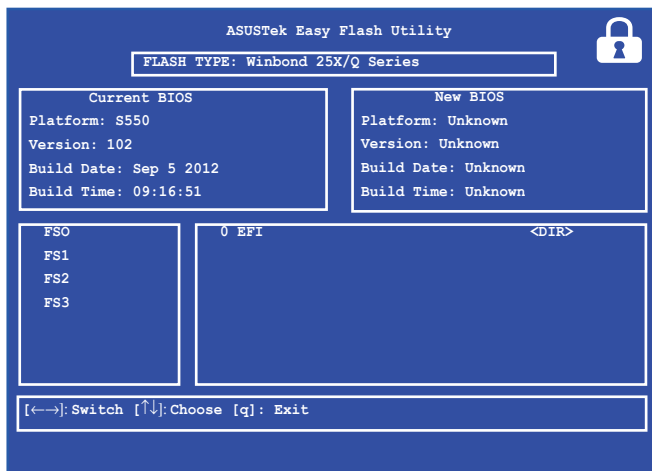 ASUSTek Easy Flash Utility
FLASH TYPE: Winbond 25X/Q Series
Current BIOS
Platform: S550
Version: 102
Build Date: Sep 5 2012
Build Time: 09:16:51
New BIOS
Platform: Unknown
Version: Unknown
Build Date: Unknown
Build Time: Unknown
FSO
FS1
FS2
FS3
0 EFI <DIR>
[←→]: Switch [↑↓]: Choose [q]: Exit